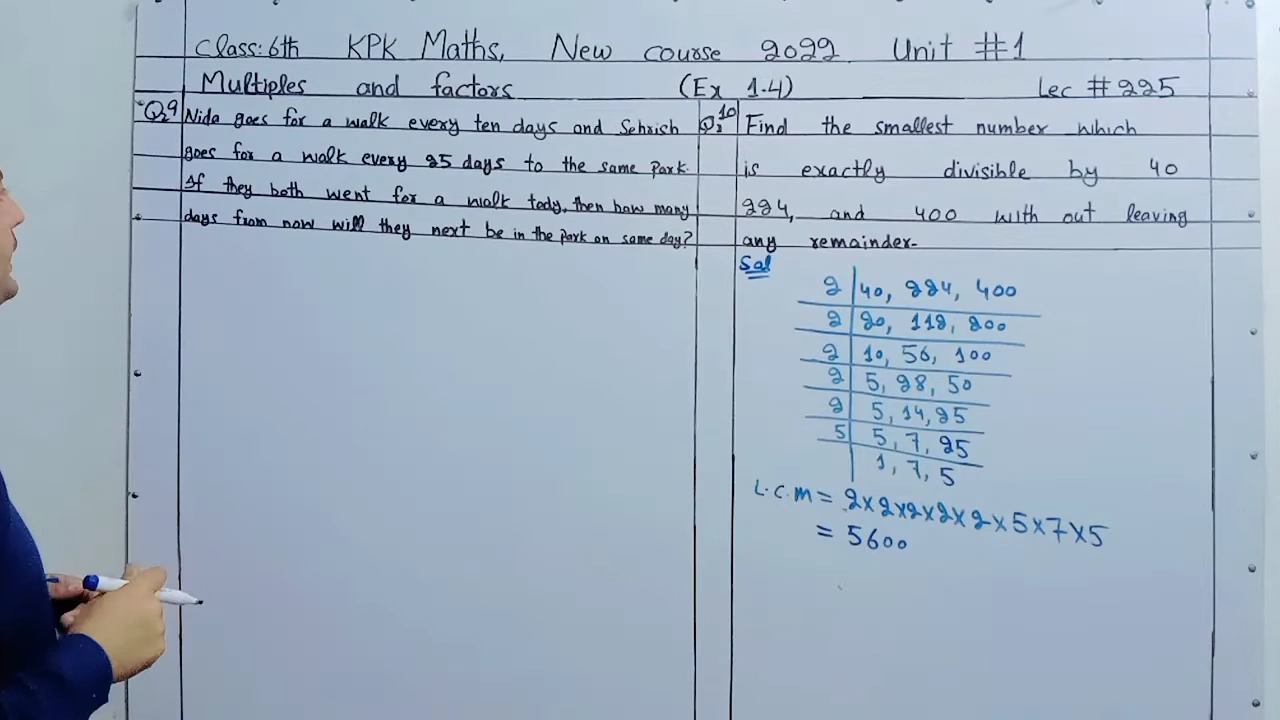 Class: 6th KPK Maths, New course 2022 Unit #1
Multiples and factors (Ex 1.4) Lec # 225
Q9 Nida goes for a walk every ten days and Sehrish
goes for a walk every 25 days to the same Park.
If they both went for a walk tody, then how many
days from now will they next be in the Park on same day?
Q10 Find the smallest number which
is exactly divisible by 40
224, and 400 with out leaving
any remainder.
Sol
2 | 40, 224, 400
2 | 20, 112, 200
2 | 10, 56, 100
2 | 5, 28, 50
2 | 5, 14, 25
5 | 5, 7, 25
| 1, 7, 5
L.C.M = 2×2×2×2×2×5×7×5
= 5600